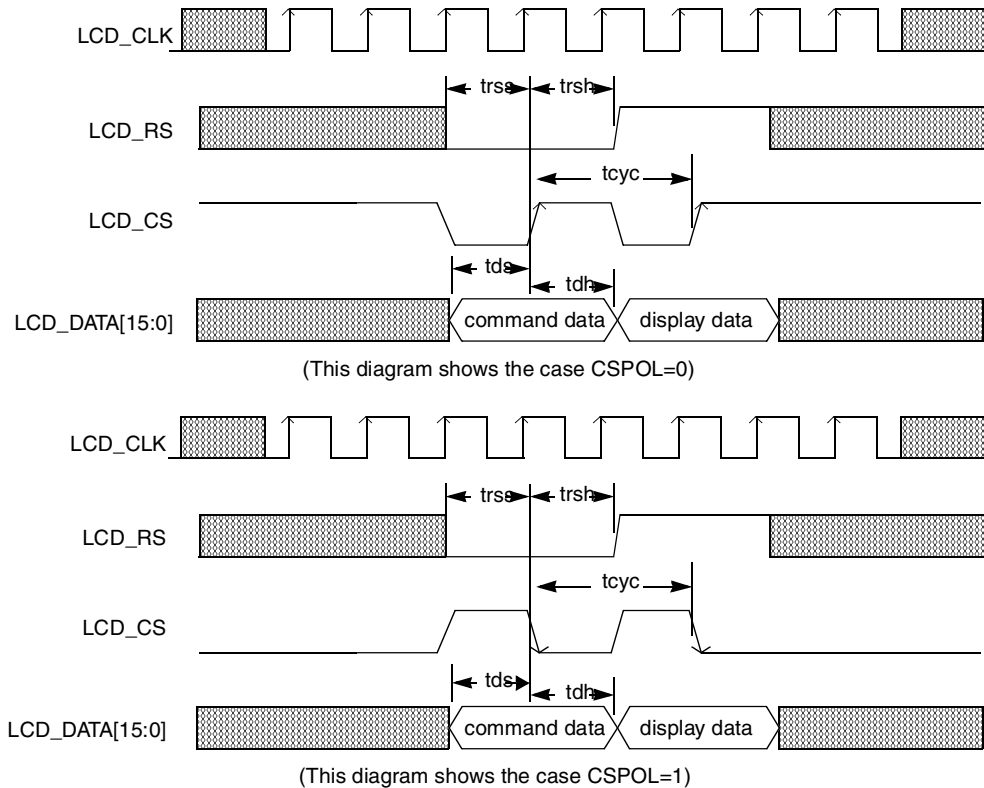 LCD_CLK
trss
trsh
LCD_RS
tcyc
LCD_CS
tds
tdh
LCD_DATA[15:0]
command data
display data
(This diagram shows the case CSPOL=0)
LCD_CLK
trss
trsh
LCD_RS
tcyc
LCD_CS
tds
tdh
LCD_DATA[15:0]
command data
display data
(This diagram shows the case CSPOL=1)